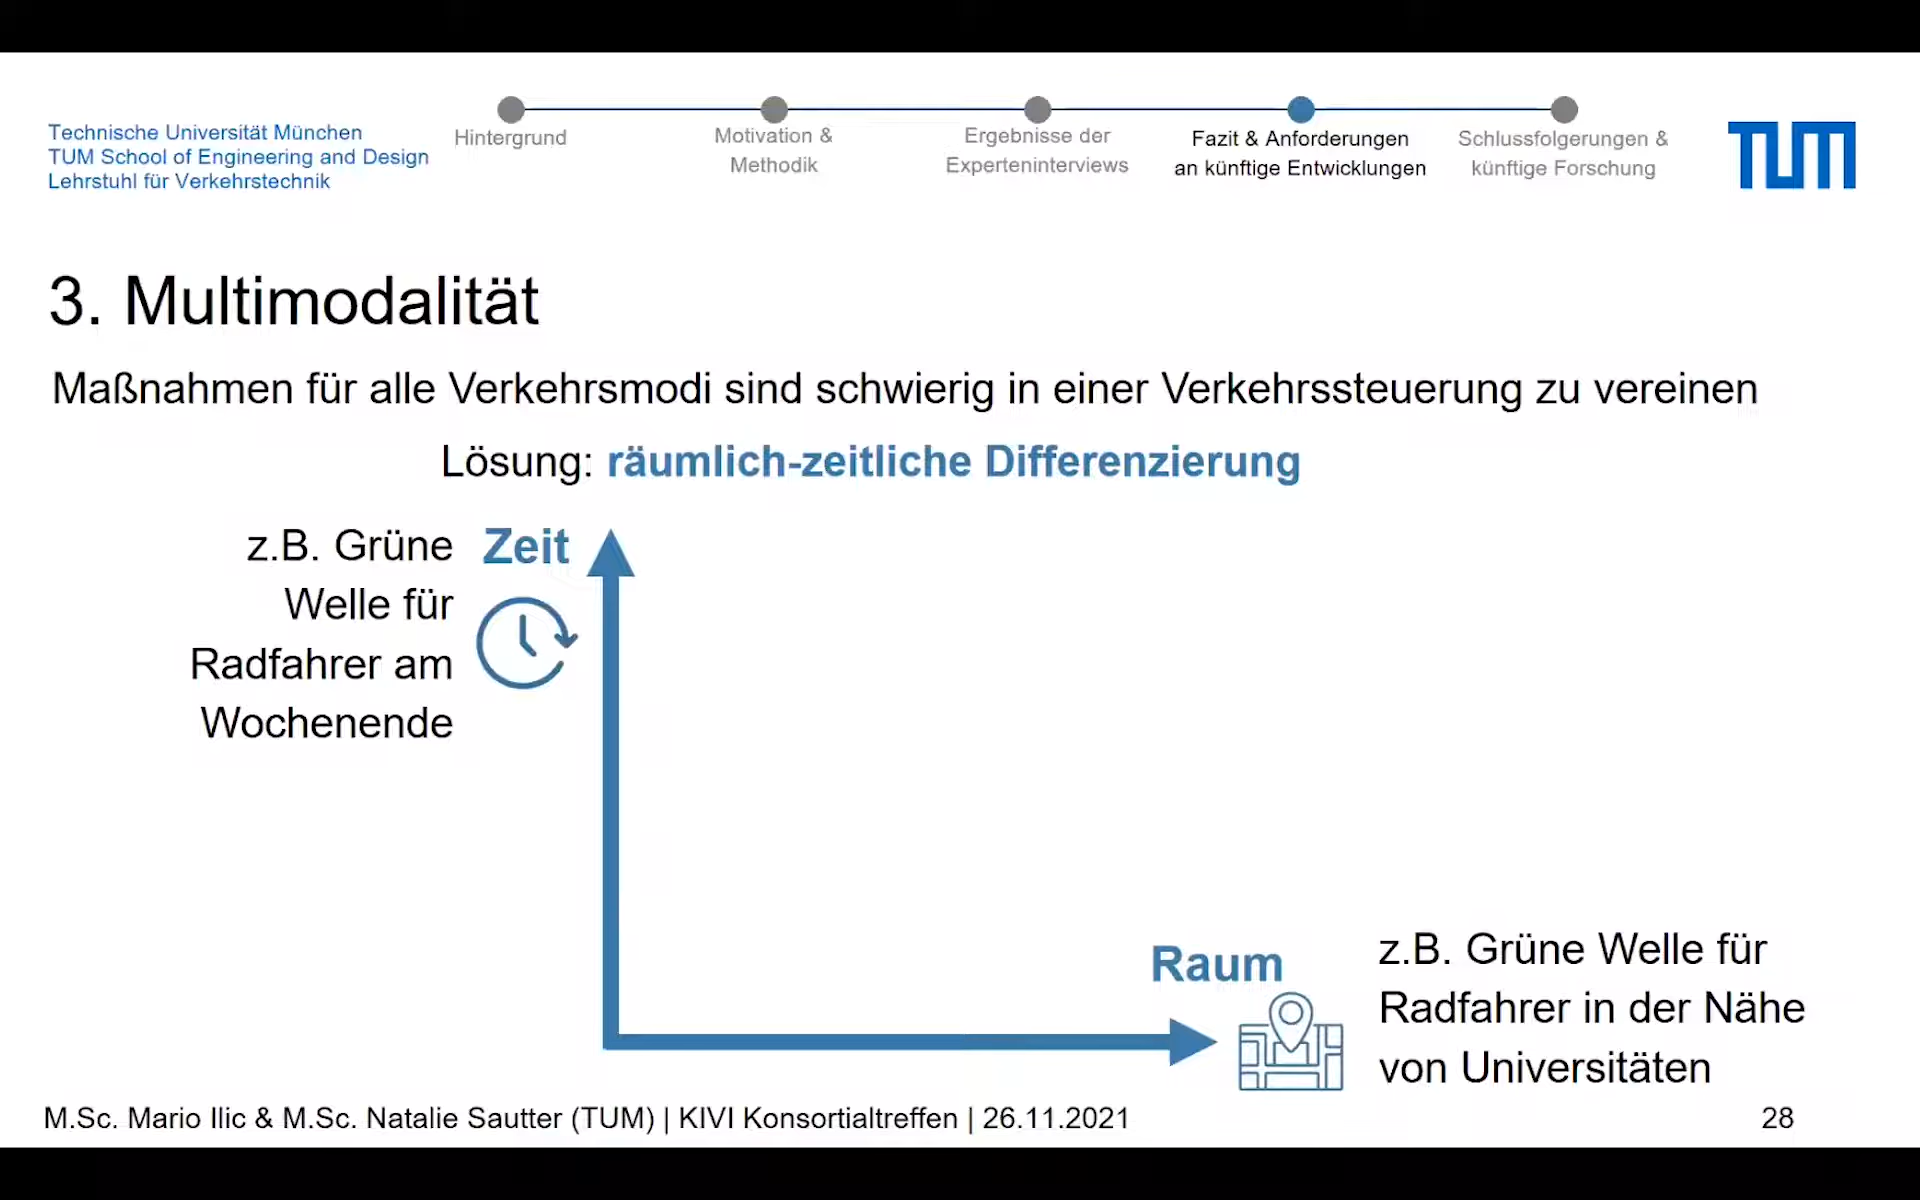 Technische Universität München
TUM School of Engineering and Design
Lehrstuhl für Verkehrstechnik
Hintergrund
Motivation &
Methodik
Ergebnisse der
Experteninterviews
Fazit & Anforderungen
an künftige Entwicklungen
Schlussfolgerungen &
künftige Forschung
TUM
3. Multimodalität
Maßnahmen für alle Verkehrsmodi sind schwierig in einer Verkehrssteuerung zu vereinen
Lösung: räumlich-zeitliche Differenzierung
z.B. Grüne
Welle für
Radfahrer am
Wochenende
Zeit
Raum
z.B. Grüne Welle für
Radfahrer in der Nähe
von Universitäten
M.Sc. Mario Ilic & M.Sc. Natalie Sautter (TUM) | KIVI Konsortialtreffen | 26.11.2021
28